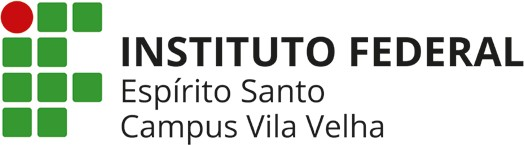 INSTITUTO FEDERAL
Espírito Santo
Campus Vila Velha